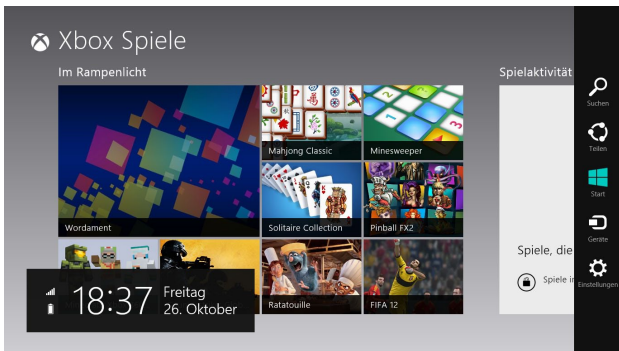 Xbox Spiele
Im Rampenlicht
Spielaktivität
Mahjong Classic
Minesweeper
Wordament
Solitaire Collection
Pinball FX2
Ratatouille
FIFA 12
18:37
Freitag
26. Oktober
Spiele, die
Spiele in
Suchen
Teilen
Start
Geräte
Einstellungen